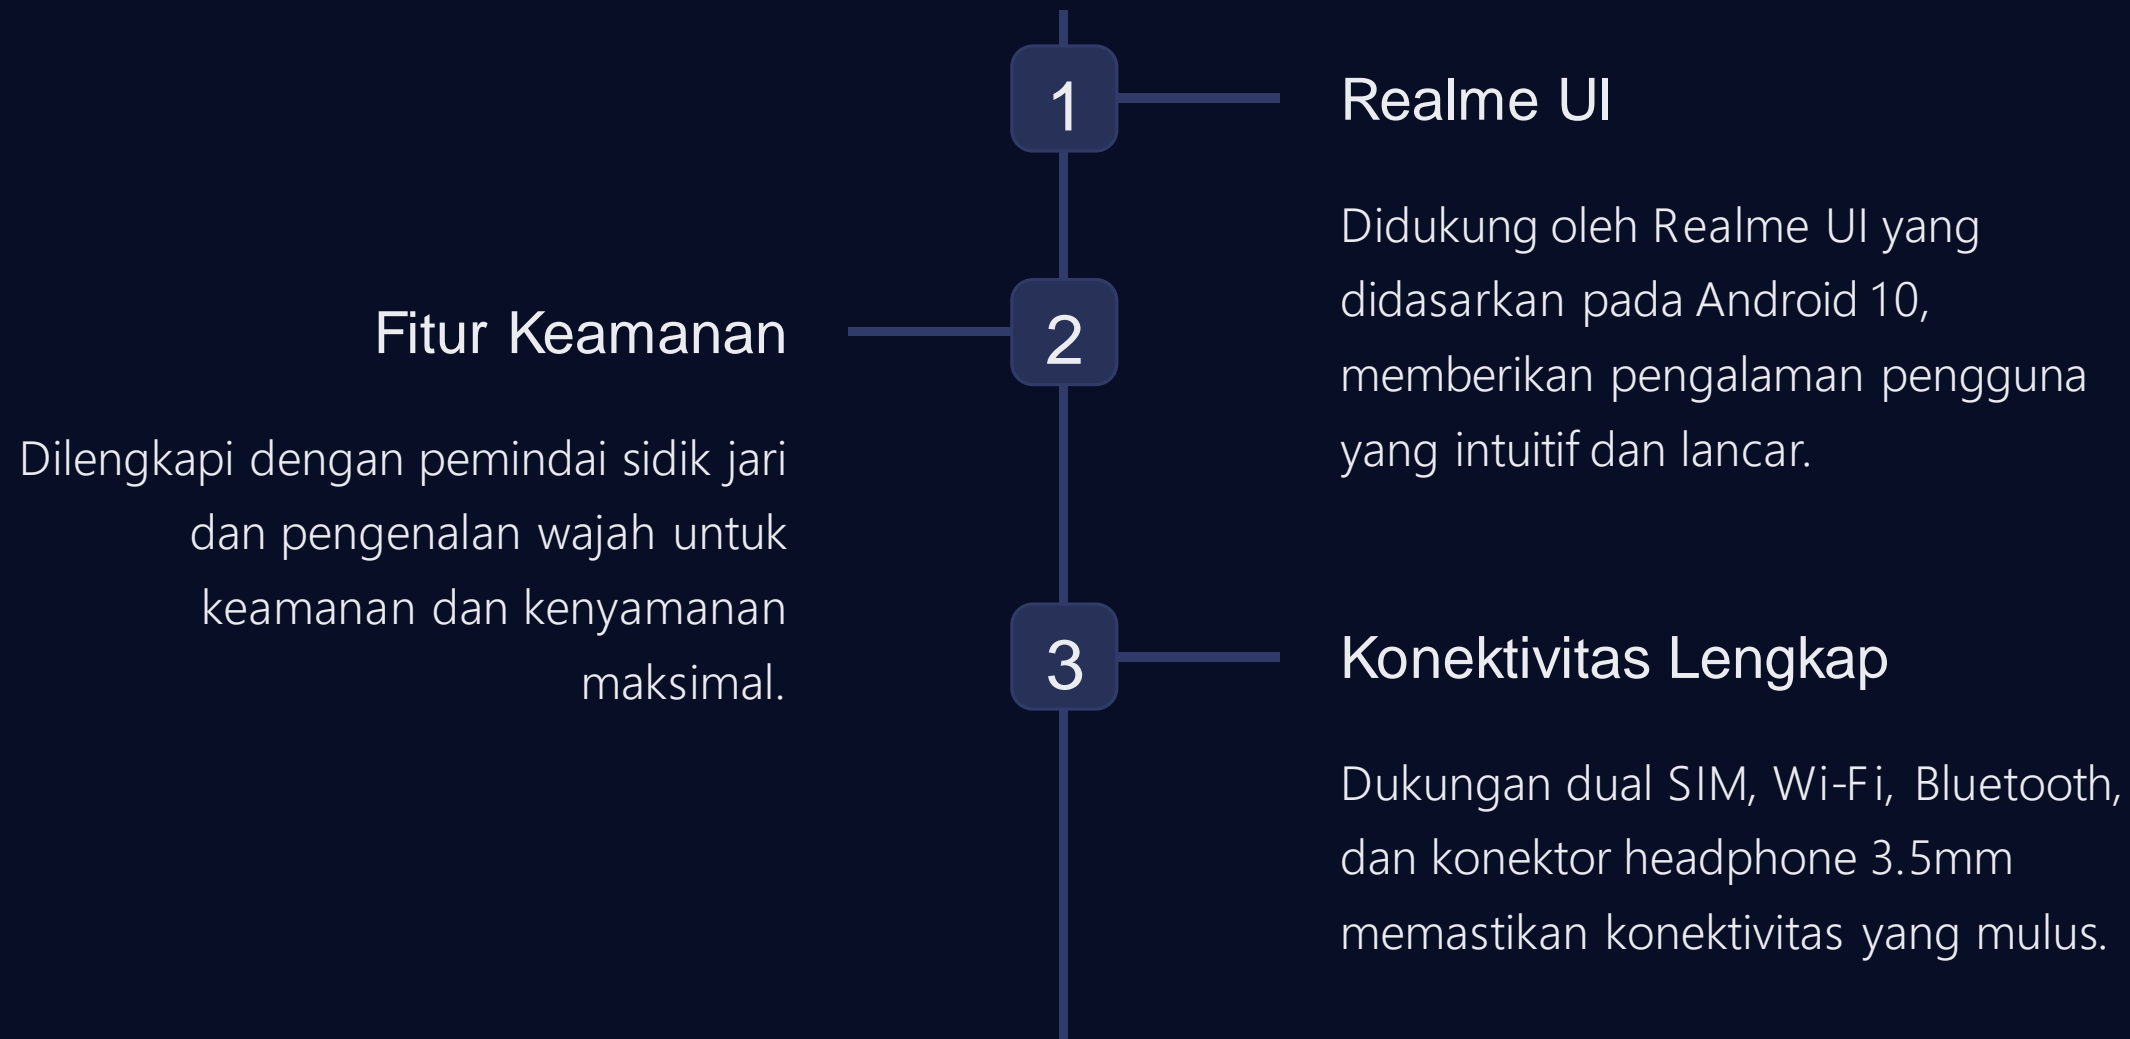 1
Realme UI
Didukung oleh Realme UI yang
didasarkan pada Android 10,
memberikan pengalaman pengguna
yang intuitif dan lancar.
2
Fitur Keamanan
Dilengkapi dengan pemindai sidik jari
dan pengenalan wajah untuk
keamanan dan kenyamanan
maksimal.
3
Konektivitas Lengkap
Dukungan dual SIM, Wi-Fi, Bluetooth,
dan konektor headphone 3.5mm
memastikan konektivitas yang mulus.